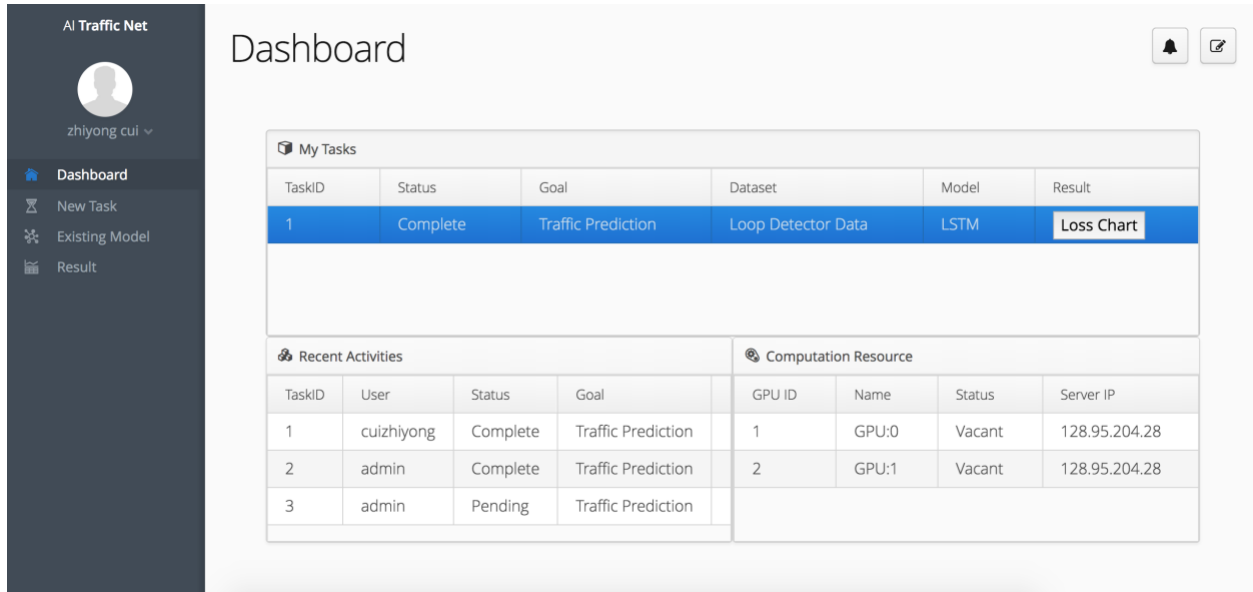 AI Traffic Net
zhiyong cui
Dashboard
New Task
Existing Model
Result
Dashboard
My Tasks
TaskID Status Goal Dataset Model Result
1 Complete Traffic Prediction Loop Detector Data LSTM Loss Chart
Recent Activities
TaskID User Status Goal
1 cuizhiyong Complete Traffic Prediction
2 admin Complete Traffic Prediction
3 admin Pending Traffic Prediction
Computation Resource
GPU ID Name Status Server IP
1 GPU:0 Vacant 128.95.204.28
2 GPU:1 Vacant 128.95.204.28